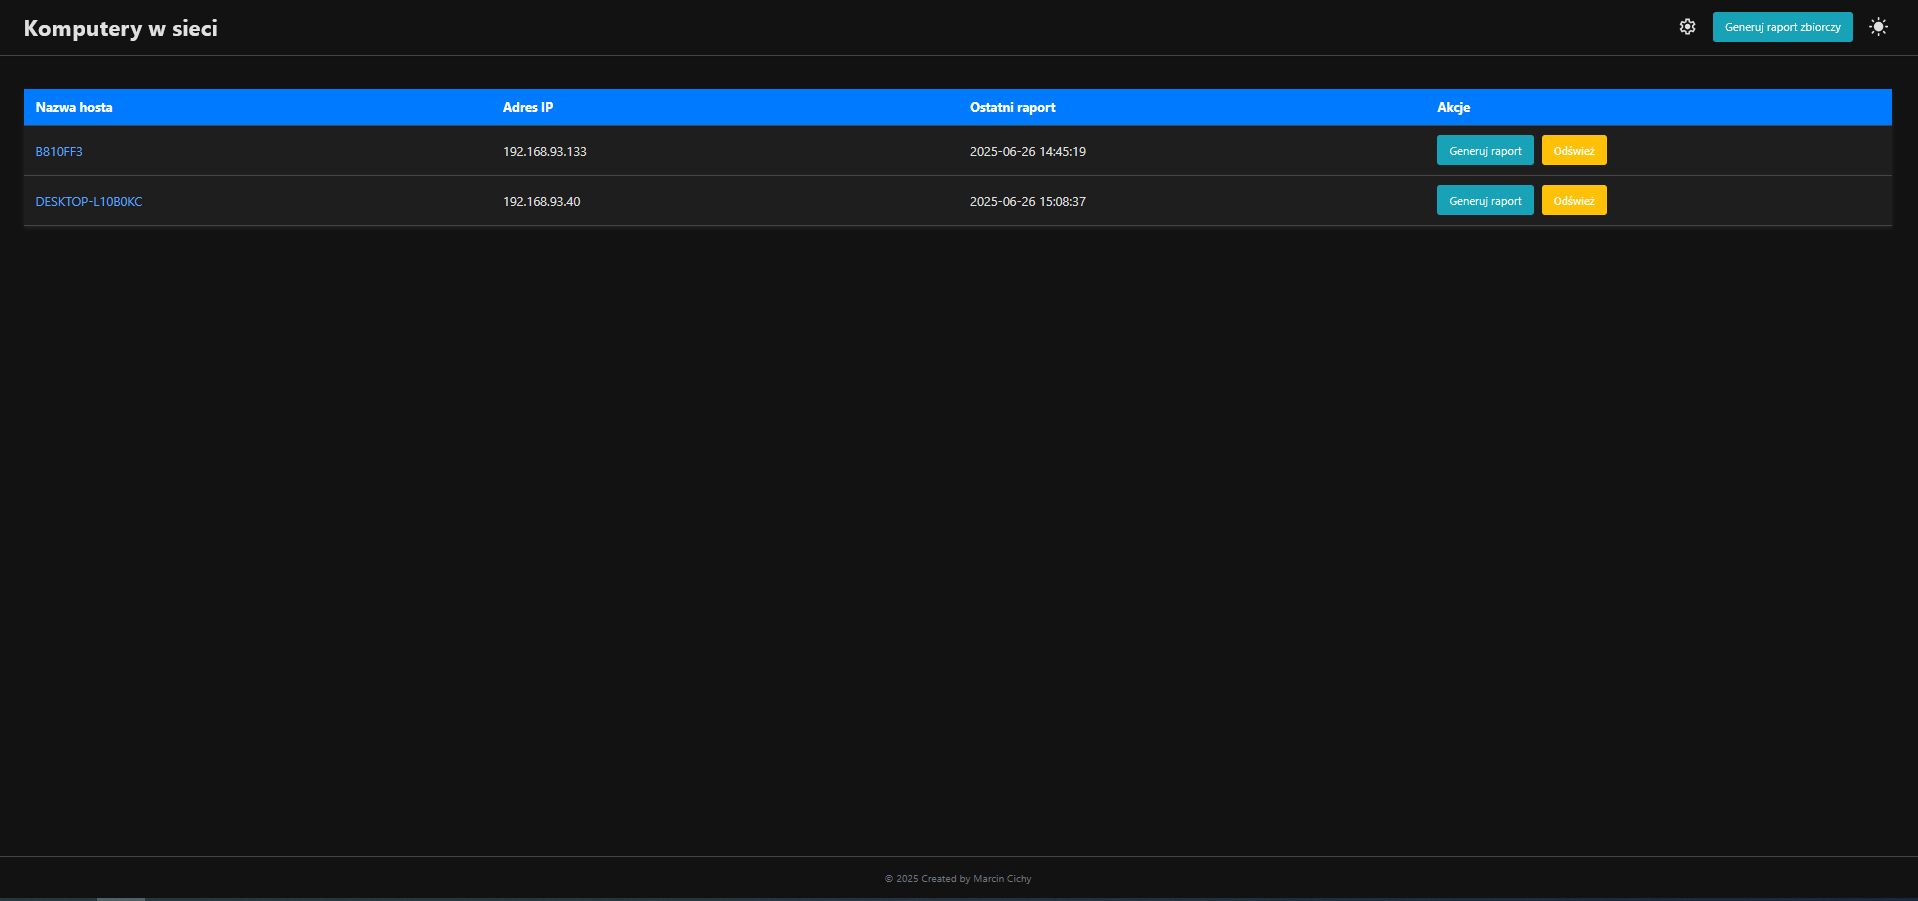 Komputery w sieci
Generuj raport zbiorczy
Nazwa hosta Adres IP Ostatni raport Akcje
B810FF3 192.168.93.133 2025-06-26 14:45:19 Generuj raport Odśwież
DESKTOP-L10B0KC 192.168.93.40 2025-06-26 15:08:37 Generuj raport Odśwież
© 2025 Created by Marcin Cichy